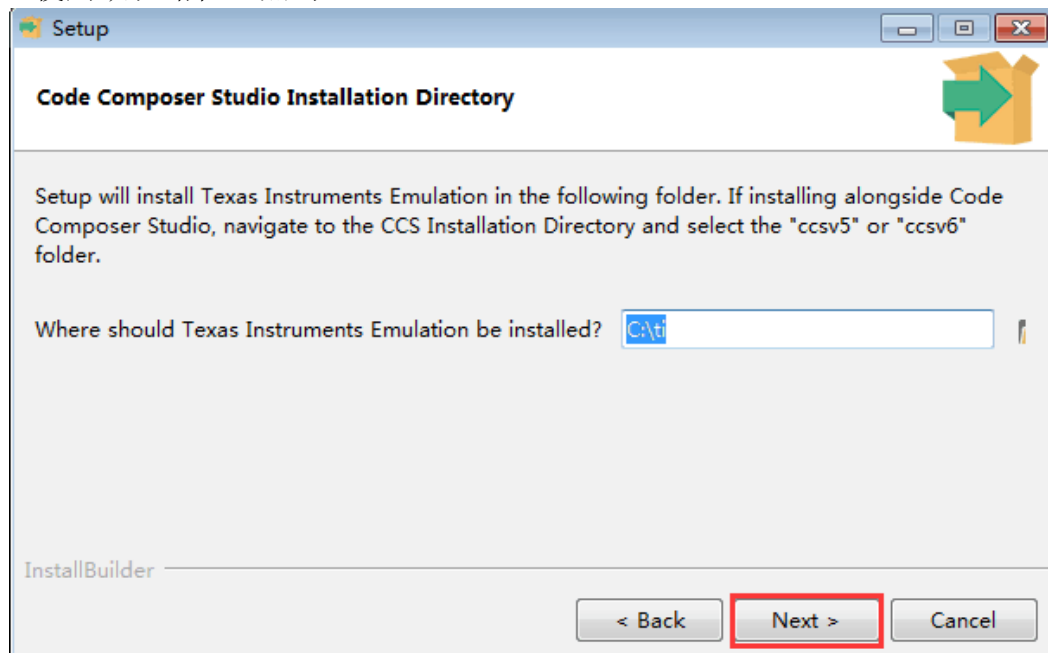 Setup
Code Composer Studio Installation Directory
Setup will install Texas Instruments Emulation in the following folder. If installing alongside Code
Composer Studio, navigate to the CCS Installation Directory and select the "ccsv5" or "ccsv6"
folder.
Where should Texas Instruments Emulation be installed? C:\ti
InstallBuilder
< Back Next > Cancel